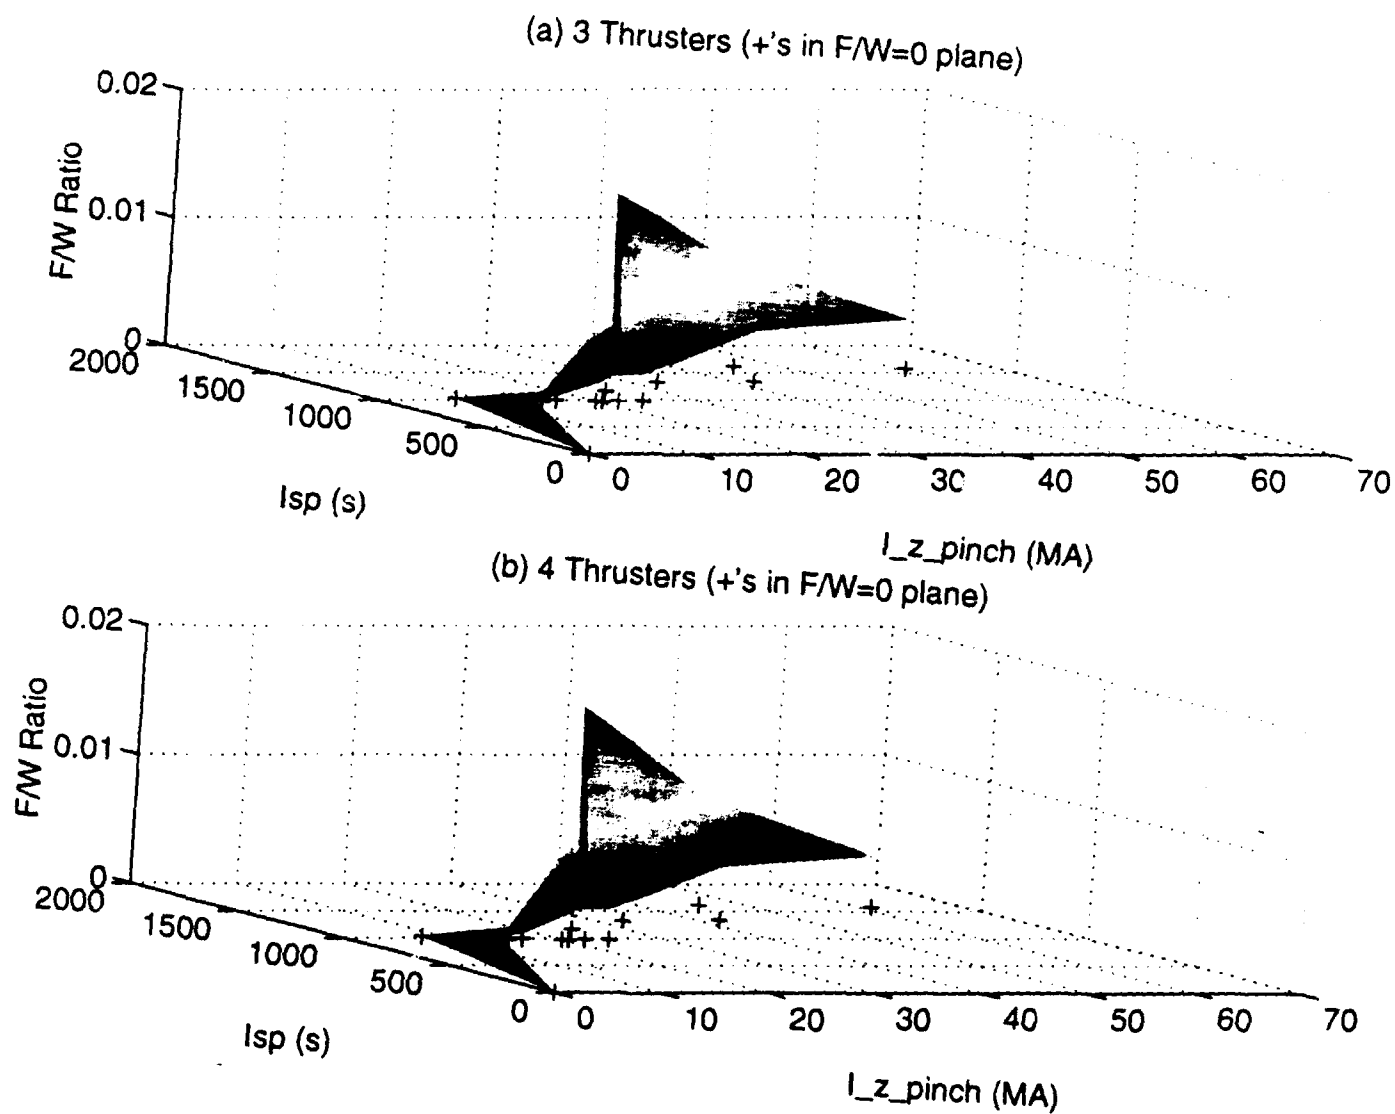 (a) 3 Thrusters (+'s in F/W=0 plane)
0.02
0.01
0
F/W Ratio
2000
1500
1000
500
0
Isp (s)
0 10 20 30 40 50 60 70
I_z_pinch (MA)
(b) 4 Thrusters (+'s in F/W=0 plane)
0.02
0.01
0
F/W Ratio
2000
1500
1000
500
0
Isp (s)
0 10 20 30 40 50 60 70
I_z_pinch (MA)